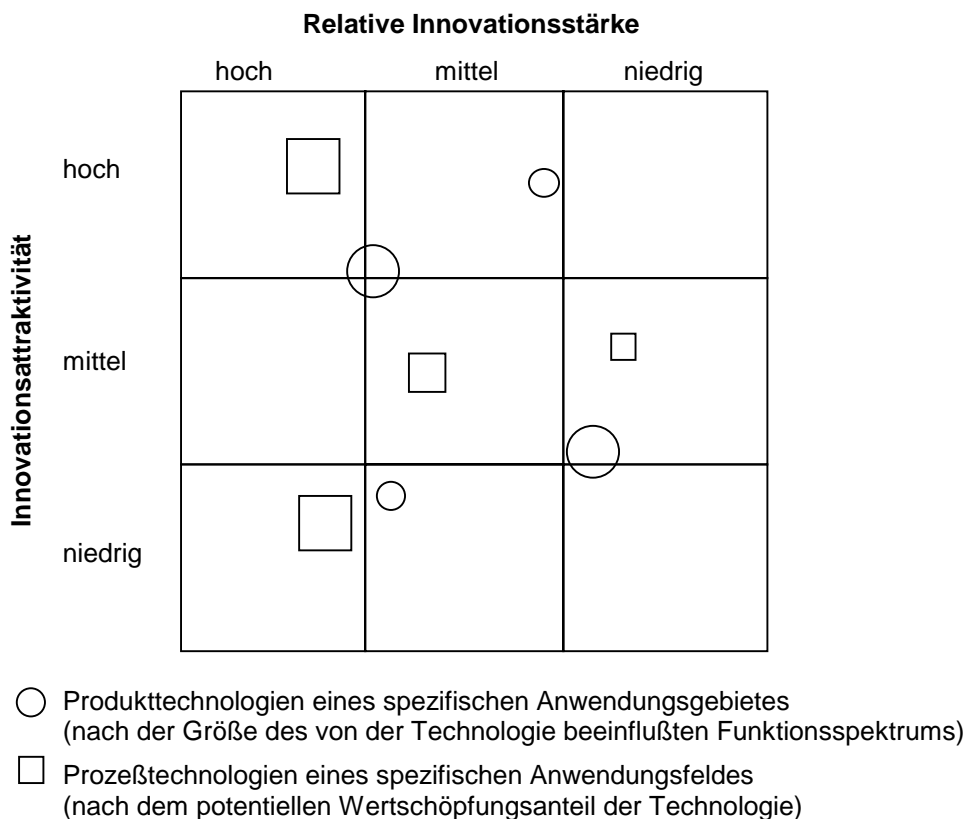 Relative Innovationsstärke
hoch mittel niedrig
hoch
Innovationsattraktivität
mittel
niedrig
Produkttechnologien eines spezifischen Anwendungsgebietes
(nach der Größe des von der Technologie beeinflußten Funktionsspektrums)
Prozeßtechnologien eines spezifischen Anwendungsfeldes
(nach dem potentiellen Wertschöpfungsanteil der Technologie)